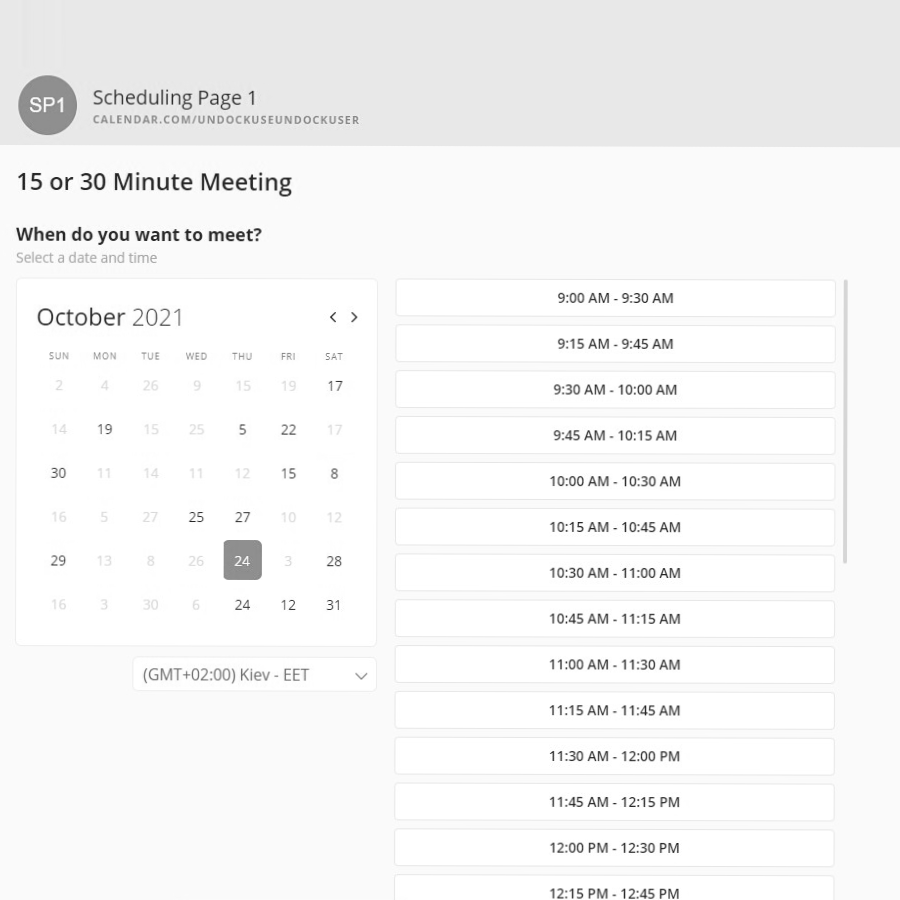 SP1
Scheduling Page 1
CALENDAR.COM/UNDOCKUSEUNDOCKUSER
15 or 30 Minute Meeting
When do you want to meet?
Select a date and time
October 2021
SUN MON TUE WED THU FRI SAT
2 4 26 9 15 19 17
14 19 15 25 5 22 17
30 11 14 11 12 15 8
16 5 27 25 27 10 12
29 13 8 26 24 3 28
16 3 30 6 24 12 31
(GMT+02:00) Kiev - EET
9:00 AM - 9:30 AM
9:15 AM - 9:45 AM
9:30 AM - 10:00 AM
9:45 AM - 10:15 AM
10:00 AM - 10:30 AM
10:15 AM - 10:45 AM
10:30 AM - 11:00 AM
10:45 AM - 11:15 AM
11:00 AM - 11:30 AM
11:15 AM - 11:45 AM
11:30 AM - 12:00 PM
11:45 AM - 12:15 PM
12:00 PM - 12:30 PM
12:15 PM - 12:45 PM